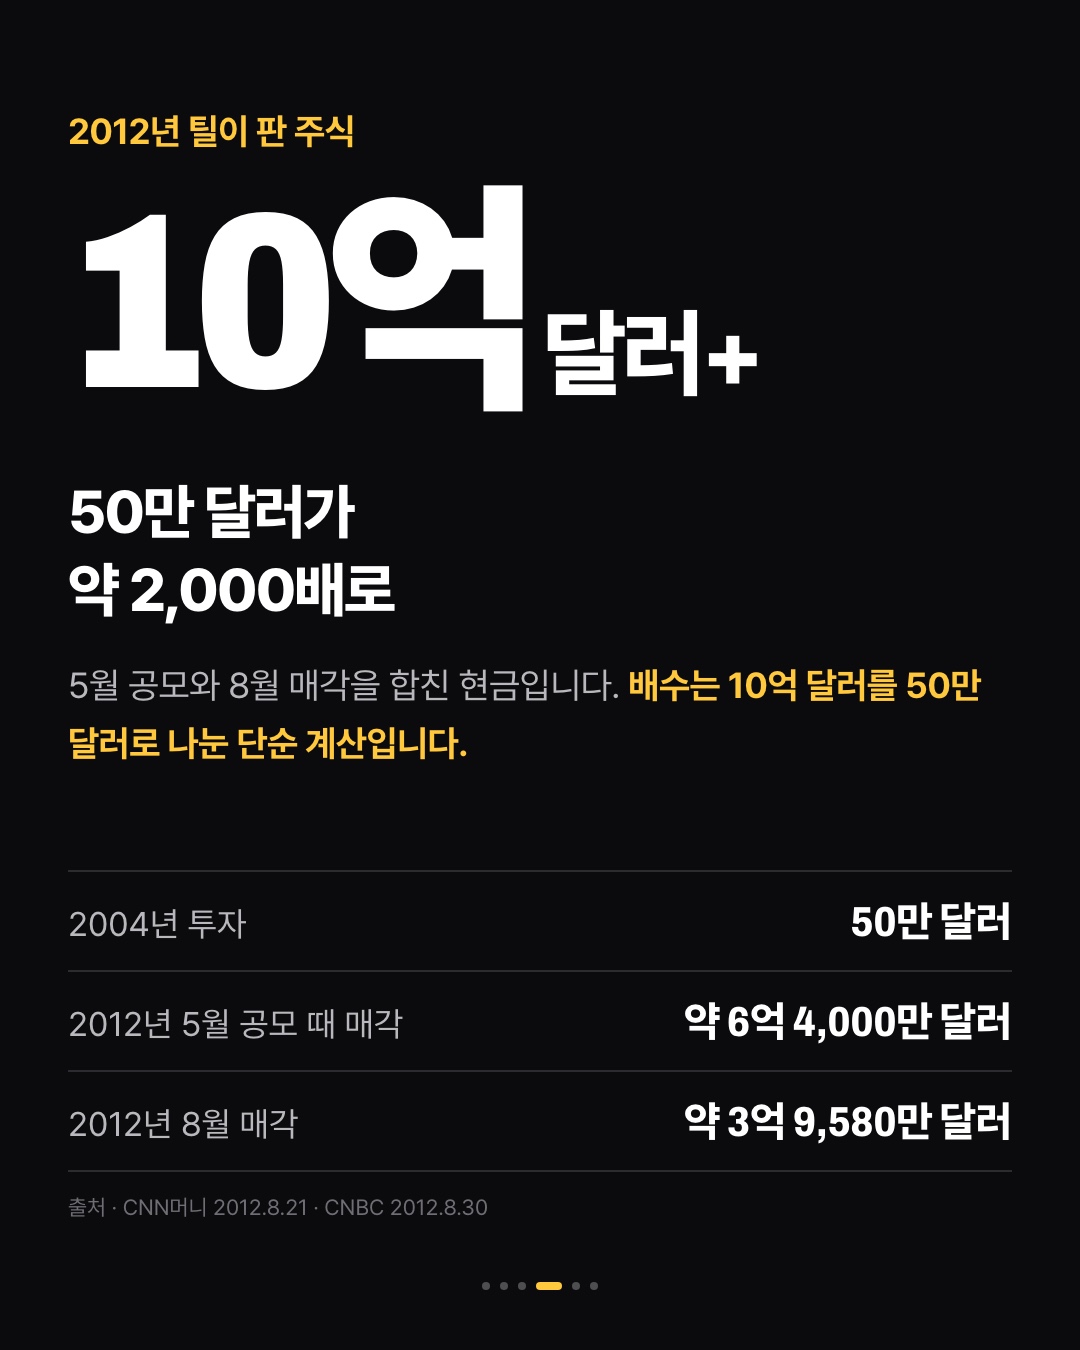 2012년 틸이 판 주식
10억 달러+
50만 달러가
약 2,000배로
5월 공모와 8월 매각을 합친 현금입니다. 배수는 10억 달러를 50만
달러로 나눈 단순 계산입니다.
2004년 투자 50만 달러
2012년 5월 공모 때 매각 약 6억 4,000만 달러
2012년 8월 매각 약 3억 9,580만 달러
출처 · CNN머니 2012.8.21 · CNBC 2012.8.30